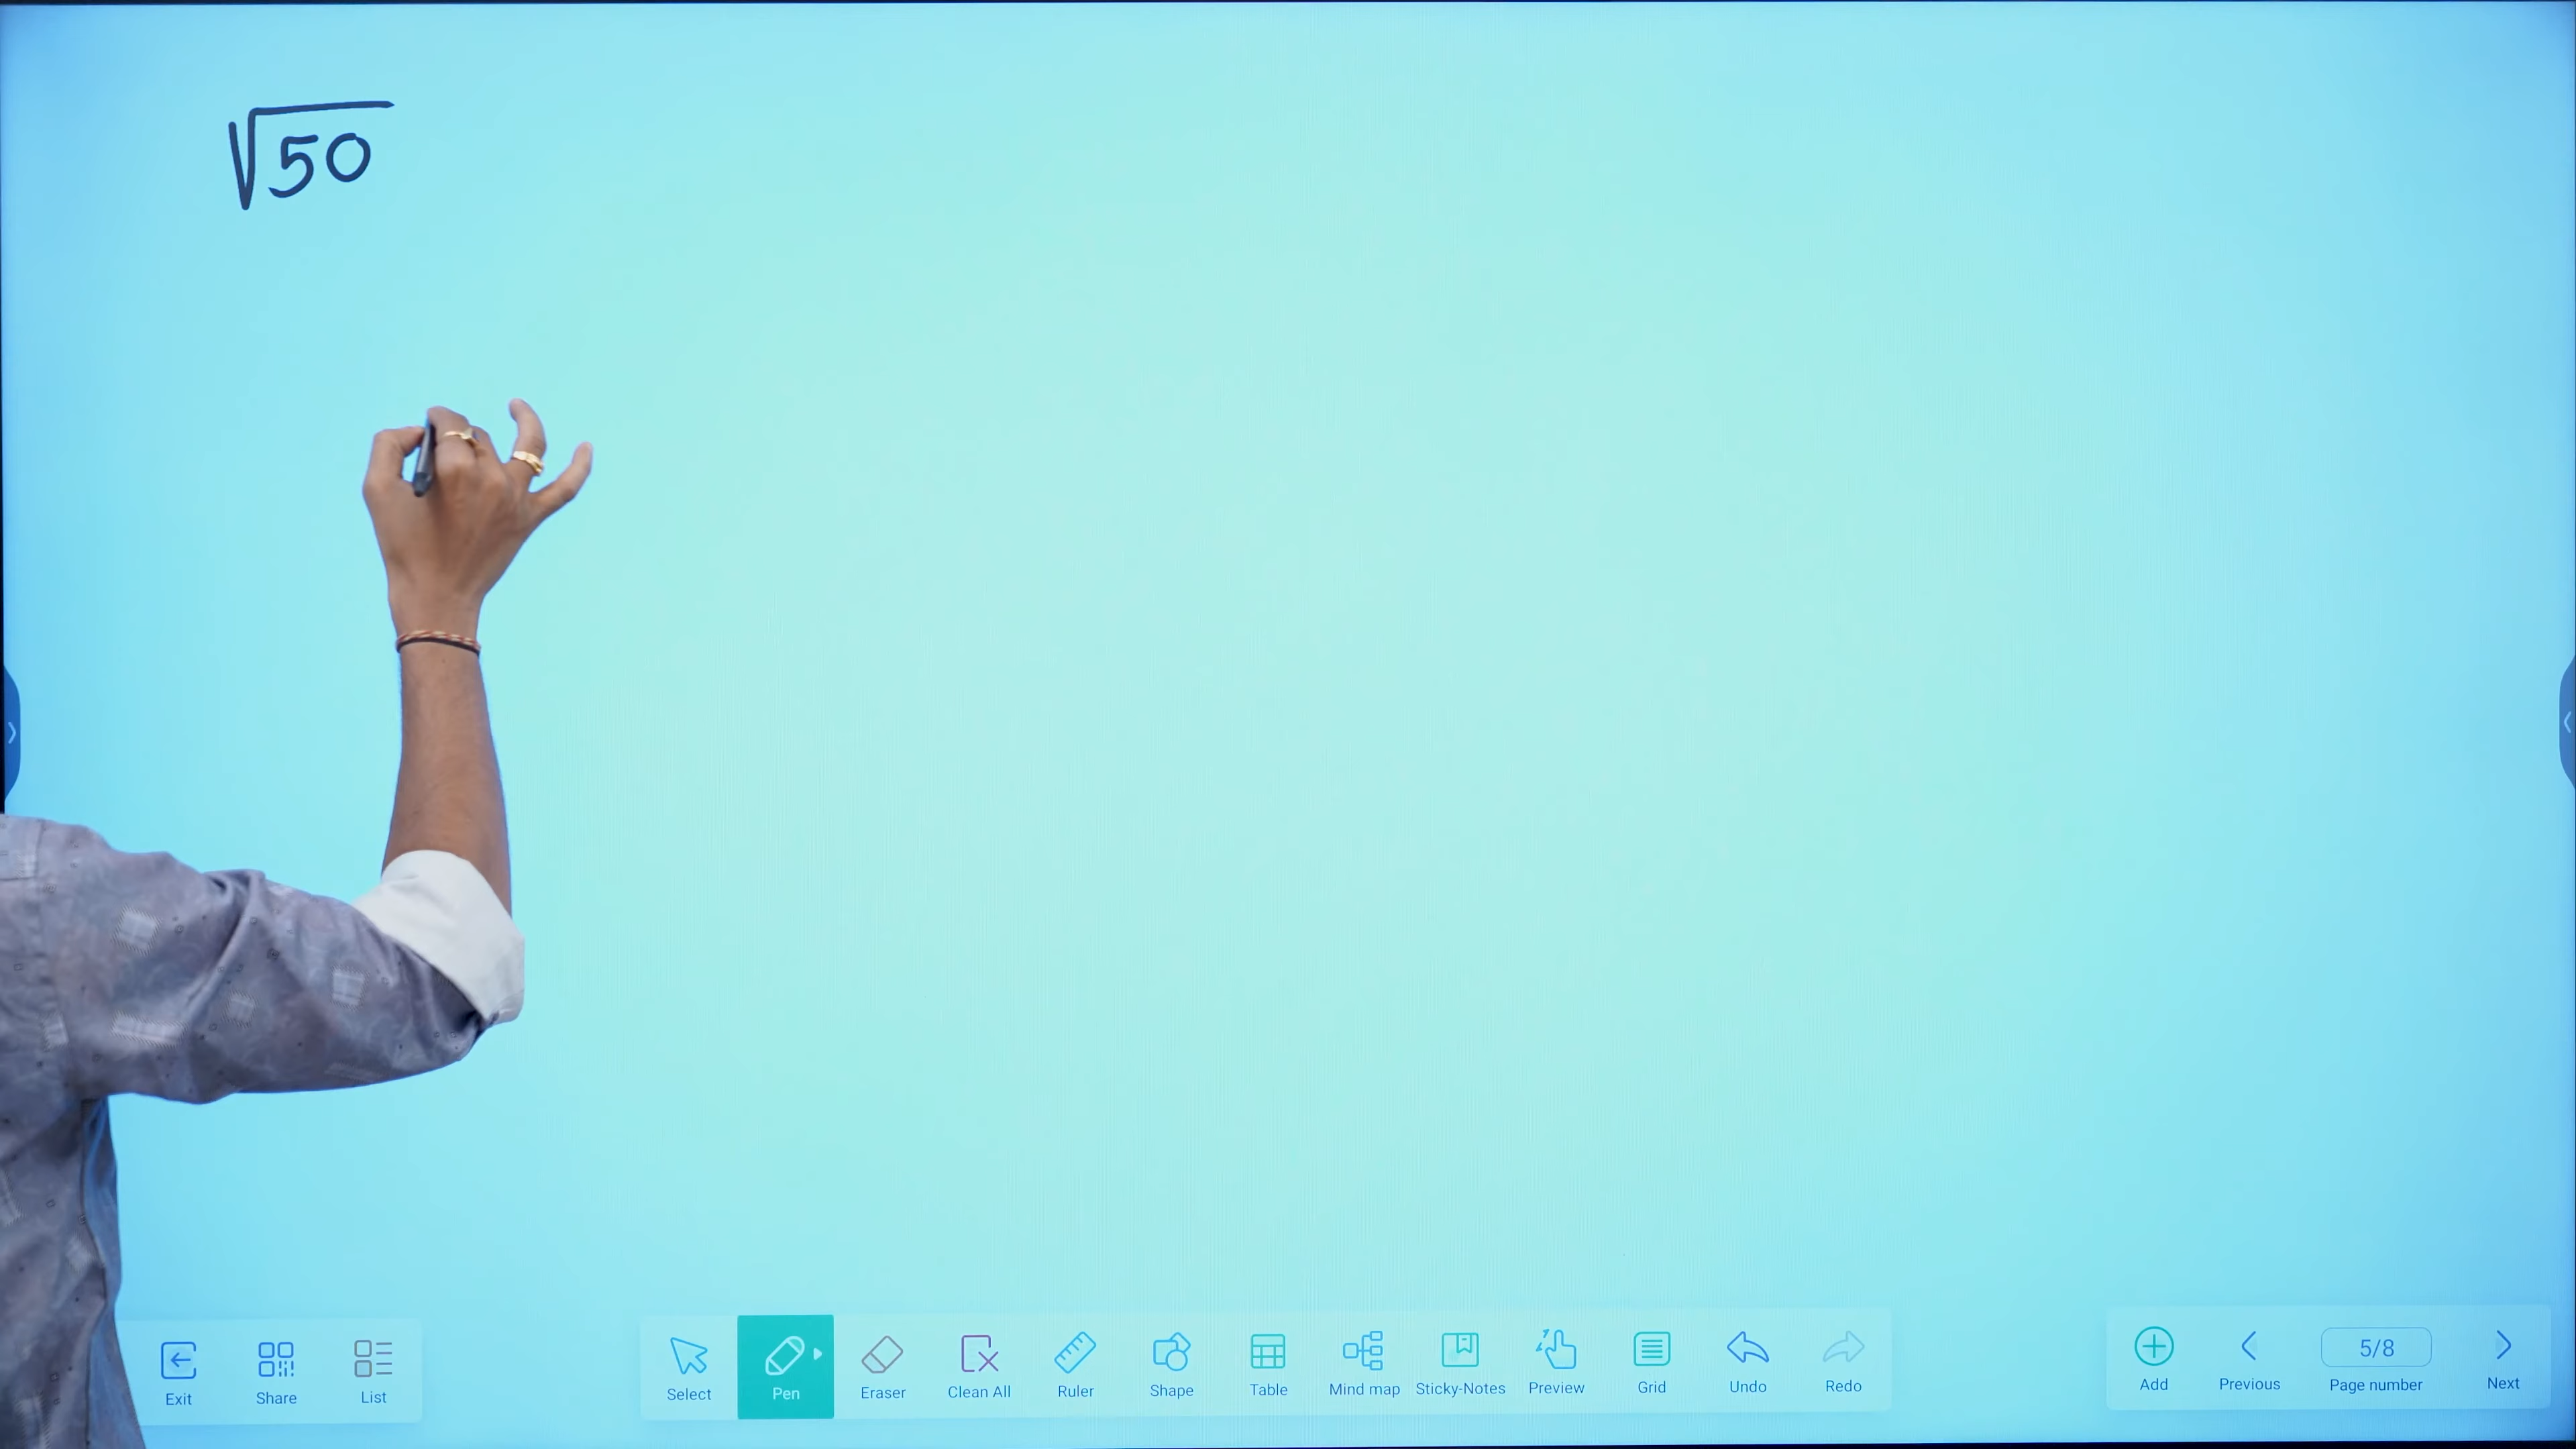 √50
Exit Share List Select Pen Eraser Clean All Ruler Shape Table Mind map Sticky-Notes Preview Grid Undo Redo Add Previous 5/8 Page number Next